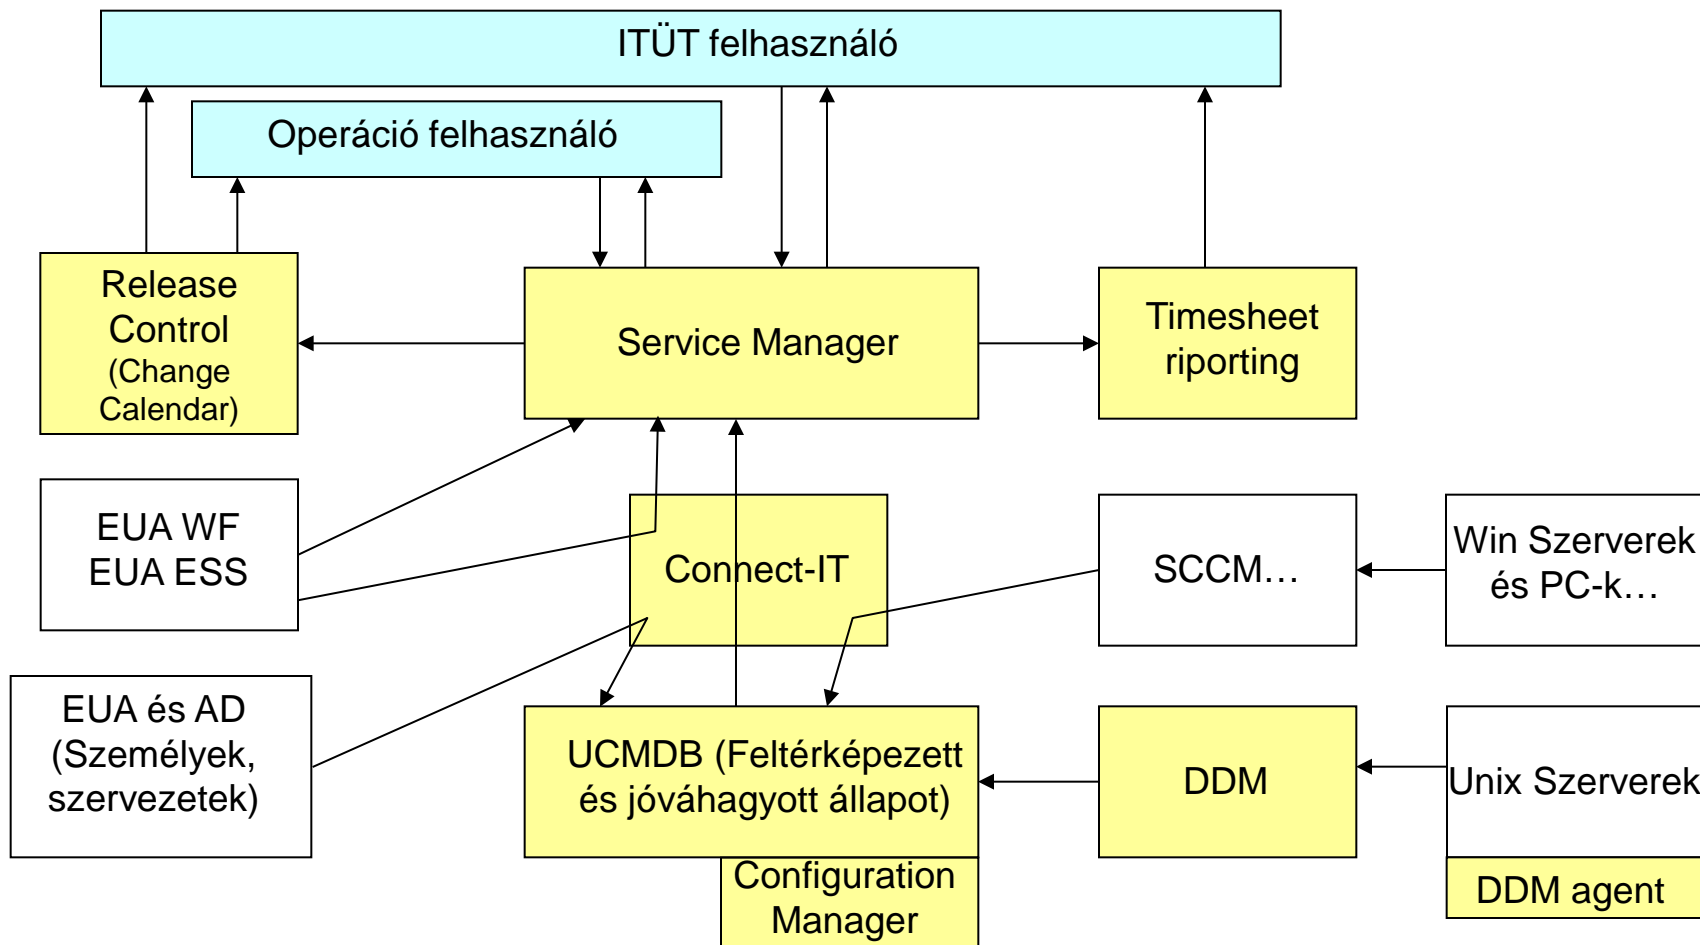 ITÜT felhasználó
Operáció felhasználó
Release
Control
(Change
Calendar)
Service Manager
Timesheet
riporting
EUA WF
EUA ESS
Connect-IT
SCCM…
Win Szerverek
és PC-k…
EUA és AD
(Személyek,
szervezetek)
UCMDB (Feltérképezett
és jóváhagyott állapot)
DDM
Unix Szerverek
Configuration
Manager
DDM agent